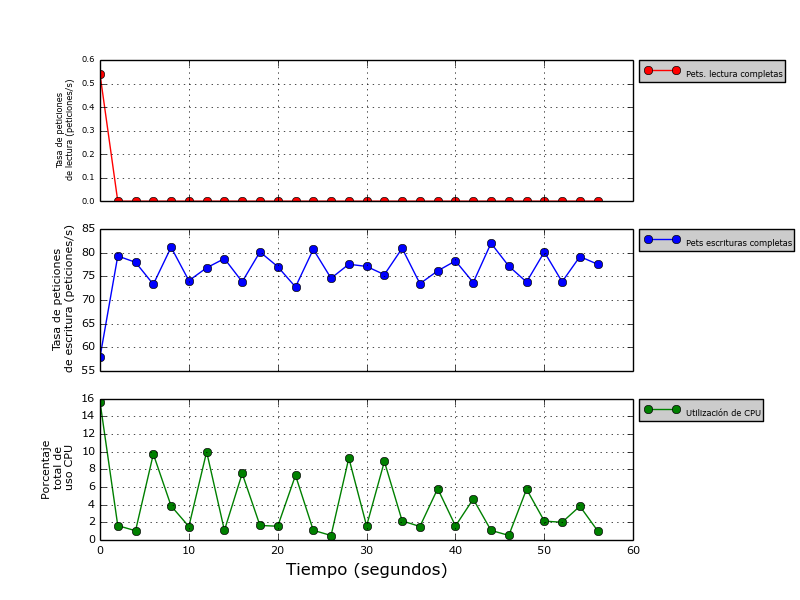 0.6
0.5
0.4
0.3
0.2
0.1
0.0
Tasa de peticiones
de lectura (peticiones/s)
Pets. lectura completas
85
80
75
70
65
60
55
Tasa de peticiones
de escritura (peticiones/s)
Pets escrituras completas
16
14
12
10
8
6
4
2
0
Porcentaje
total de
uso CPU
Utilización de CPU
0 10 20 30 40 50 60
Tiempo (segundos)